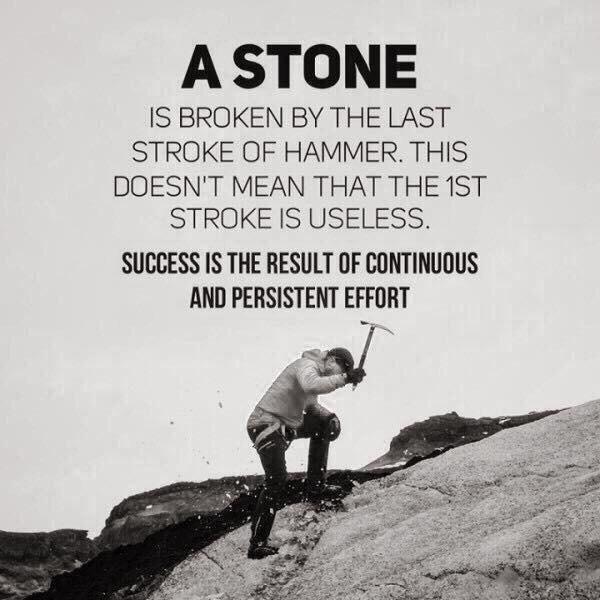 A STONE
IS BROKEN BY THE LAST
STROKE OF HAMMER. THIS
DOESN'T MEAN THAT THE 1ST
STROKE IS USELESS.
SUCCESS IS THE RESULT OF CONTINUOUS
AND PERSISTENT EFFORT